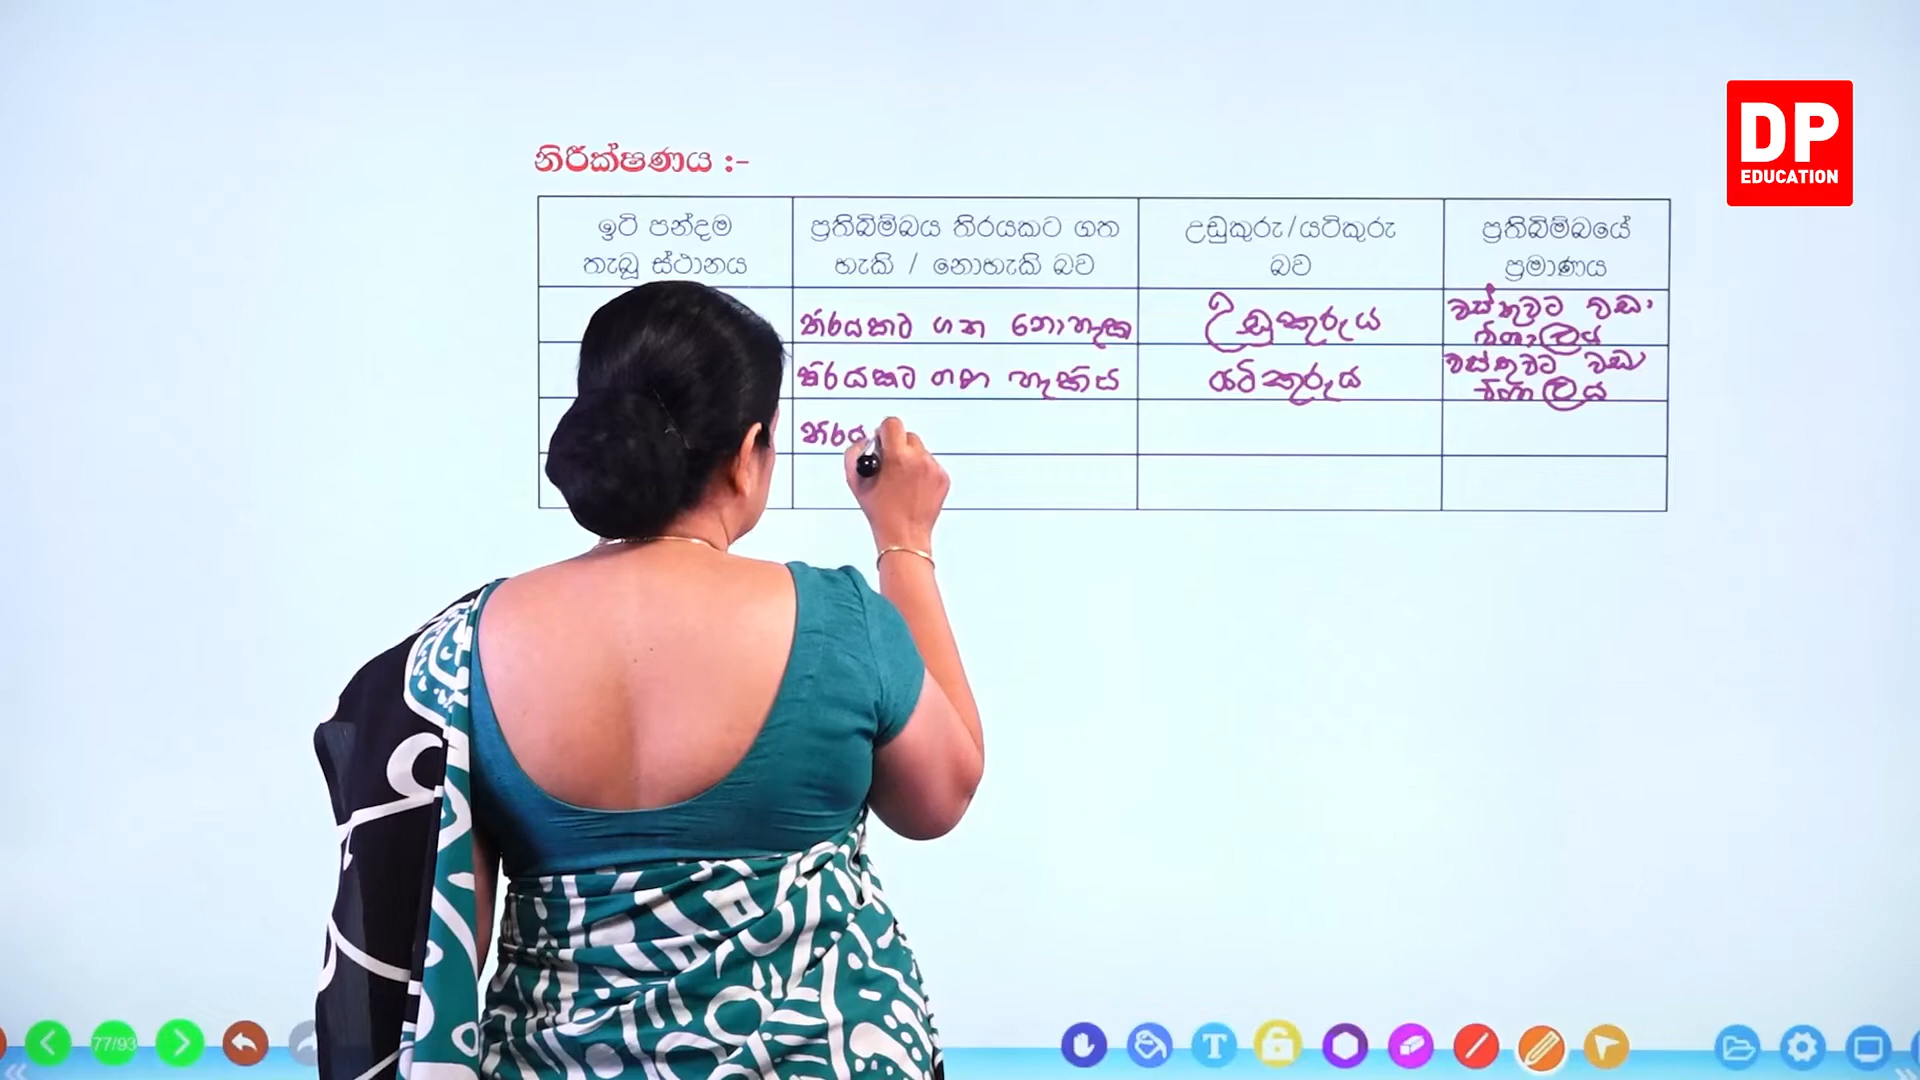 DP
EDUCATION
නිරීක්ෂණය :-
ඉටි පන්දම තැබූ ස්ථානය
ප්‍රතිබිම්බය තිරයකට ගත හැකි / නොහැකි බව
උඩුකුරු/යටිකුරු බව
ප්‍රතිබිම්බයේ ප්‍රමාණය
තිරයකට ගත නොහැක
උඩුකුරුය
වස්තුවට වඩා විශාලය
තිරයකට ගත හැකිය
යටිකුරුය
වස්තුවට වඩා විශාලය
තිරය
77/93
T